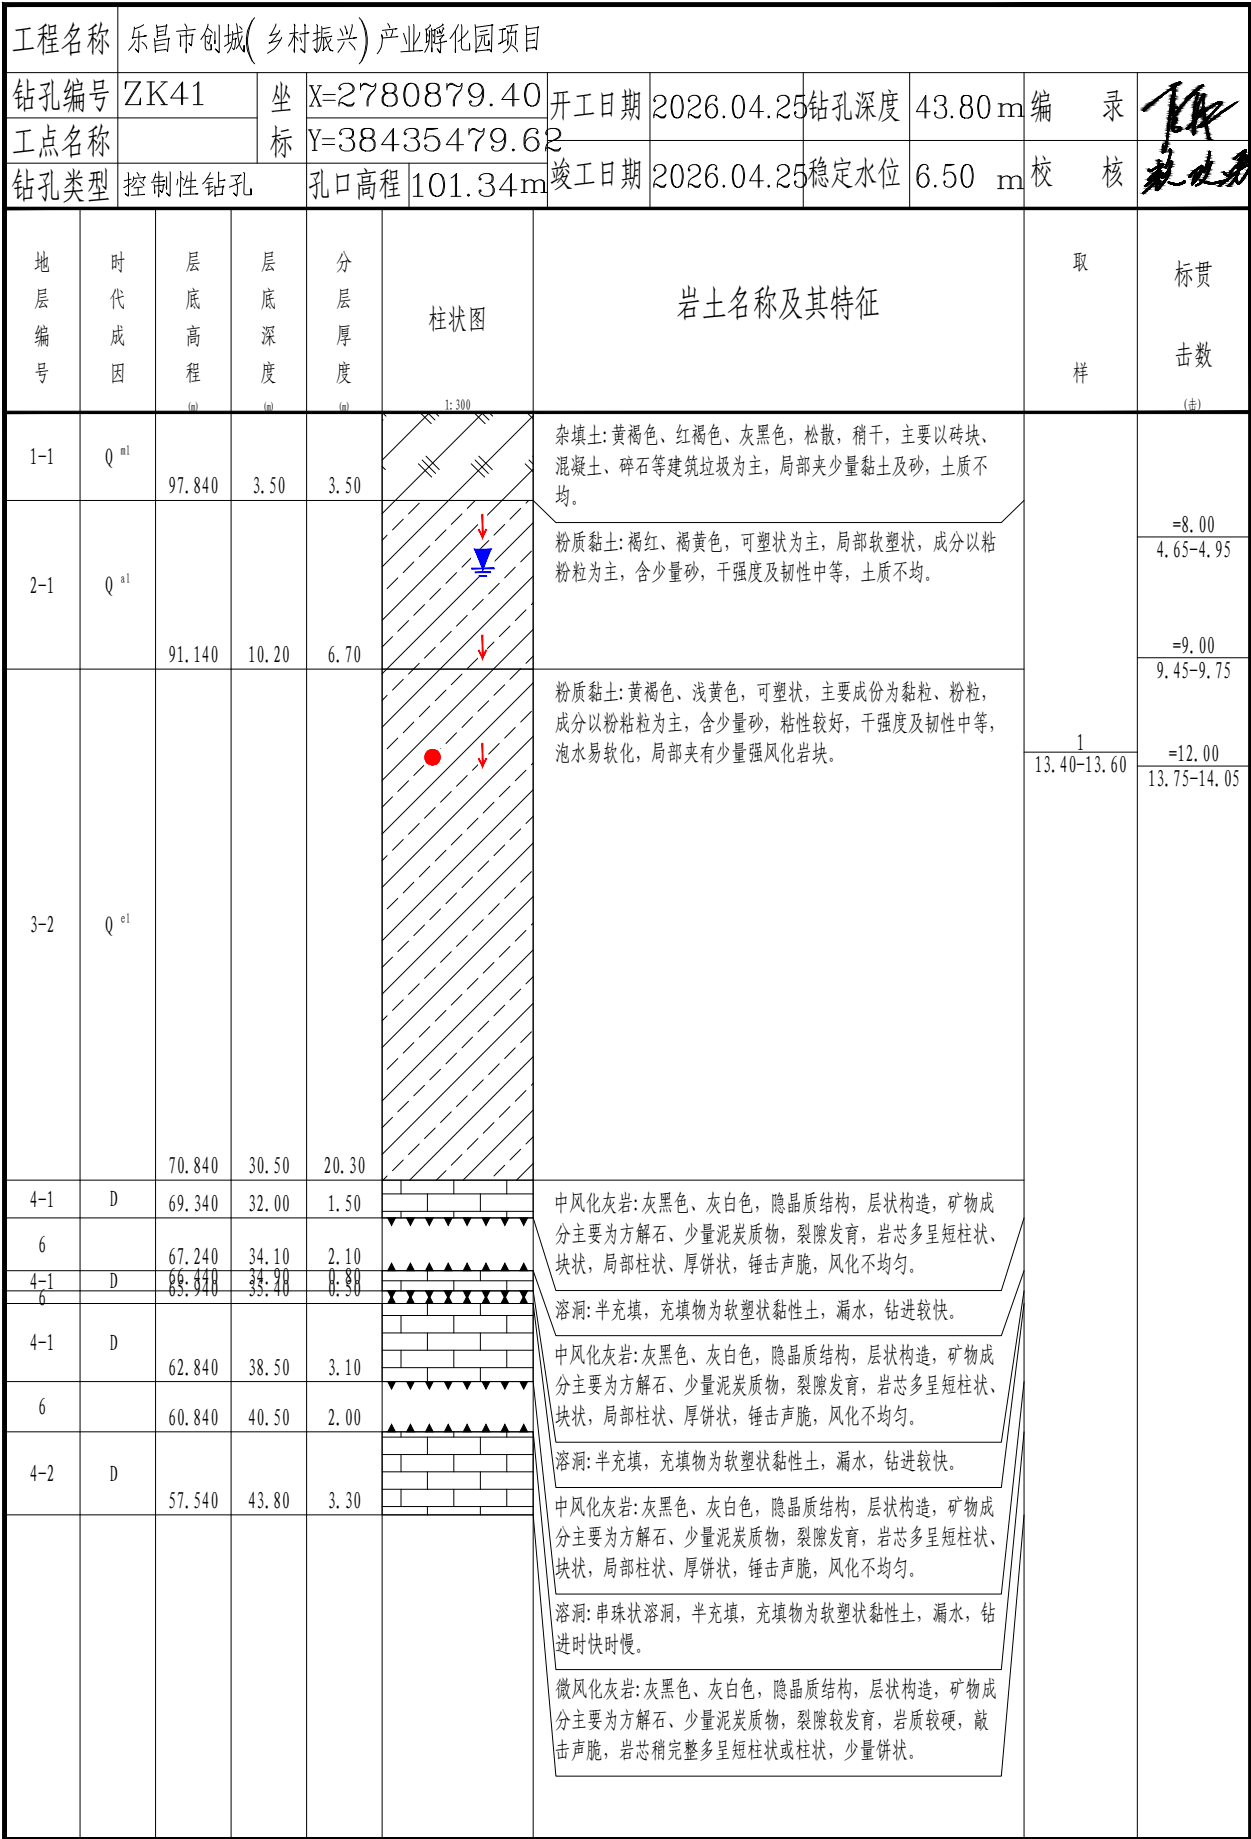 工程名称 乐昌市创城(乡村振兴)产业孵化园项目
钻孔编号 ZK41 坐标 X=2780879.40 开工日期 2026.04.25 钻孔深度 43.80 m 编 录
工点名称 Y=38435479.62
钻孔类型 控制性钻孔 孔口高程 101.34m 竣工日期 2026.04.25 稳定水位 6.50 m 校 核
地层编号 时代成因 层底高程(m) 层底深度(m) 分层厚度(m) 柱状图 1:300 岩土名称及其特征 取样 标贯击数(击)
1-1 Q ml 97.840 3.50 3.50
杂填土:黄褐色、红褐色、灰黑色，松散，稍干，主要以砖块、
混凝土、碎石等建筑垃圾为主，局部夹少量黏土及砂，土质不
均。
2-1 Q al 91.140 10.20 6.70
粉质黏土:褐红、褐黄色，可塑状为主，局部软塑状，成分以粘
粉粒为主，含少量砂，干强度及韧性中等，土质不均。
=8.00
4.65-4.95
=9.00
9.45-9.75
3-2 Q el 70.840 30.50 20.30
粉质黏土:黄褐色、浅黄色，可塑状，主要成份为黏粒、粉粒，
成分以粉粘粒为主，含少量砂，粘性较好，干强度及韧性中等，
泡水易软化，局部夹有少量强风化岩块。
1
13.40-13.60
=12.00
13.75-14.05
4-1 D 69.340 32.00 1.50
中风化灰岩:灰黑色、灰白色，隐晶质结构，层状构造，矿物成
分主要为方解石、少量泥炭质物，裂隙发育，岩芯多呈短柱状、
块状，局部柱状、厚饼状，锤击声脆，风化不均匀。
6 67.240 34.10 2.10
溶洞:半充填，充填物为软塑状黏性土，漏水，钻进较快。
4-1 D 66.440 34.90 0.80
中风化灰岩:灰黑色、灰白色，隐晶质结构，层状构造，矿物成
分主要为方解石、少量泥炭质物，裂隙发育，岩芯多呈短柱状、
块状，局部柱状、厚饼状，锤击声脆，风化不均匀。
6 65.940 35.40 0.50
溶洞:半充填，充填物为软塑状黏性土，漏水，钻进较快。
4-1 D 62.840 38.50 3.10
中风化灰岩:灰黑色、灰白色，隐晶质结构，层状构造，矿物成
分主要为方解石、少量泥炭质物，裂隙发育，岩芯多呈短柱状、
块状，局部柱状、厚饼状，锤击声脆，风化不均匀。
6 60.840 40.50 2.00
溶洞:串珠状溶洞，半充填，充填物为软塑状黏性土，漏水，钻
进时快时慢。
4-2 D 57.540 43.80 3.30
微风化灰岩:灰黑色、灰白色，隐晶质结构，层状构造，矿物成
分主要为方解石、少量泥炭质物，裂隙较发育，岩质较硬，敲
击声脆，岩芯稍完整多呈短柱状或柱状，少量饼状。